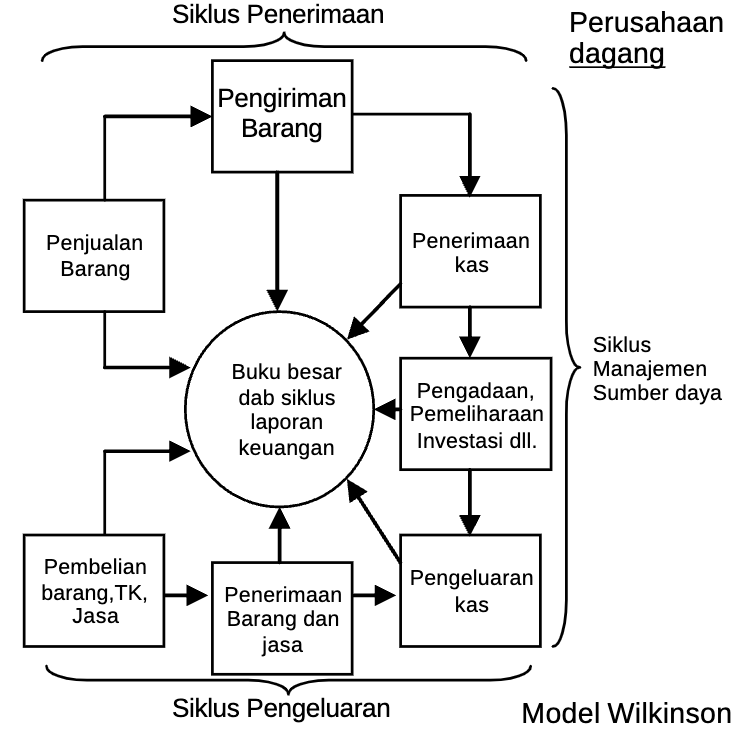 Siklus Penerimaan
Perusahaan
dagang
Pengiriman
Barang
Penjualan
Barang
Penerimaan
kas
Buku besar
dab siklus
laporan
keuangan
Pengadaan,
Pemeliharaan
Investasi dll.
Siklus
Manajemen
Sumber daya
Pembelian
barang,TK,
Jasa
Penerimaan
Barang dan
jasa
Pengeluaran
kas
Siklus Pengeluaran
Model Wilkinson